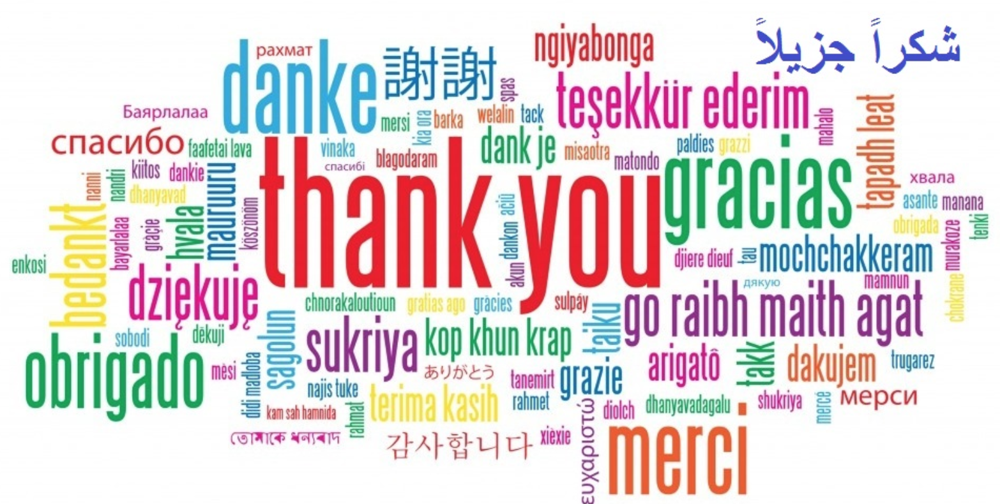 شكراً جزيلاً
ngiyabonga
рахмат
danke
謝謝
teşekkür ederim
spas
tapadh leat
Баярлалаа
mersi
kia ora
barka
welalin
tack
mahalo
спасибо
faafetai lava
vinaka
blagodaram
dank je
misaotra
paldies
grazzi
спасибі
matondo
thank you
gracias
kiitos
dankie
nanni
nandri
mauruuru
хвала
dhanyavad
asante
manana
bedankt
hvala
köszönöm
ačiū
obrigada
tenki
bayarlalaa
gràçie
dankon
akun
murakoze
enkosi
djiere dieuf
tau
mochchakkeram
dziękuję
дякую
mamnun
chokrane
chnorakaloutioun
gratias ago
gràcies
sulpáy
go raibh maith agat
sobodi
dēkuji
sagolun
sukriya
kop khun krap
taiku
obrigado
mèsi
didi madloba
ありがとう
tanemirt
grazie
arigatô
takk
dakujem
trugarez
najis tuke
terima kasih
rahmet
diolch
dhanyavadagalu
shukriya
mercé
мерси
kam sah hamnida
rahmat
감사합니다
xièxie
ευχαριστώ
merci